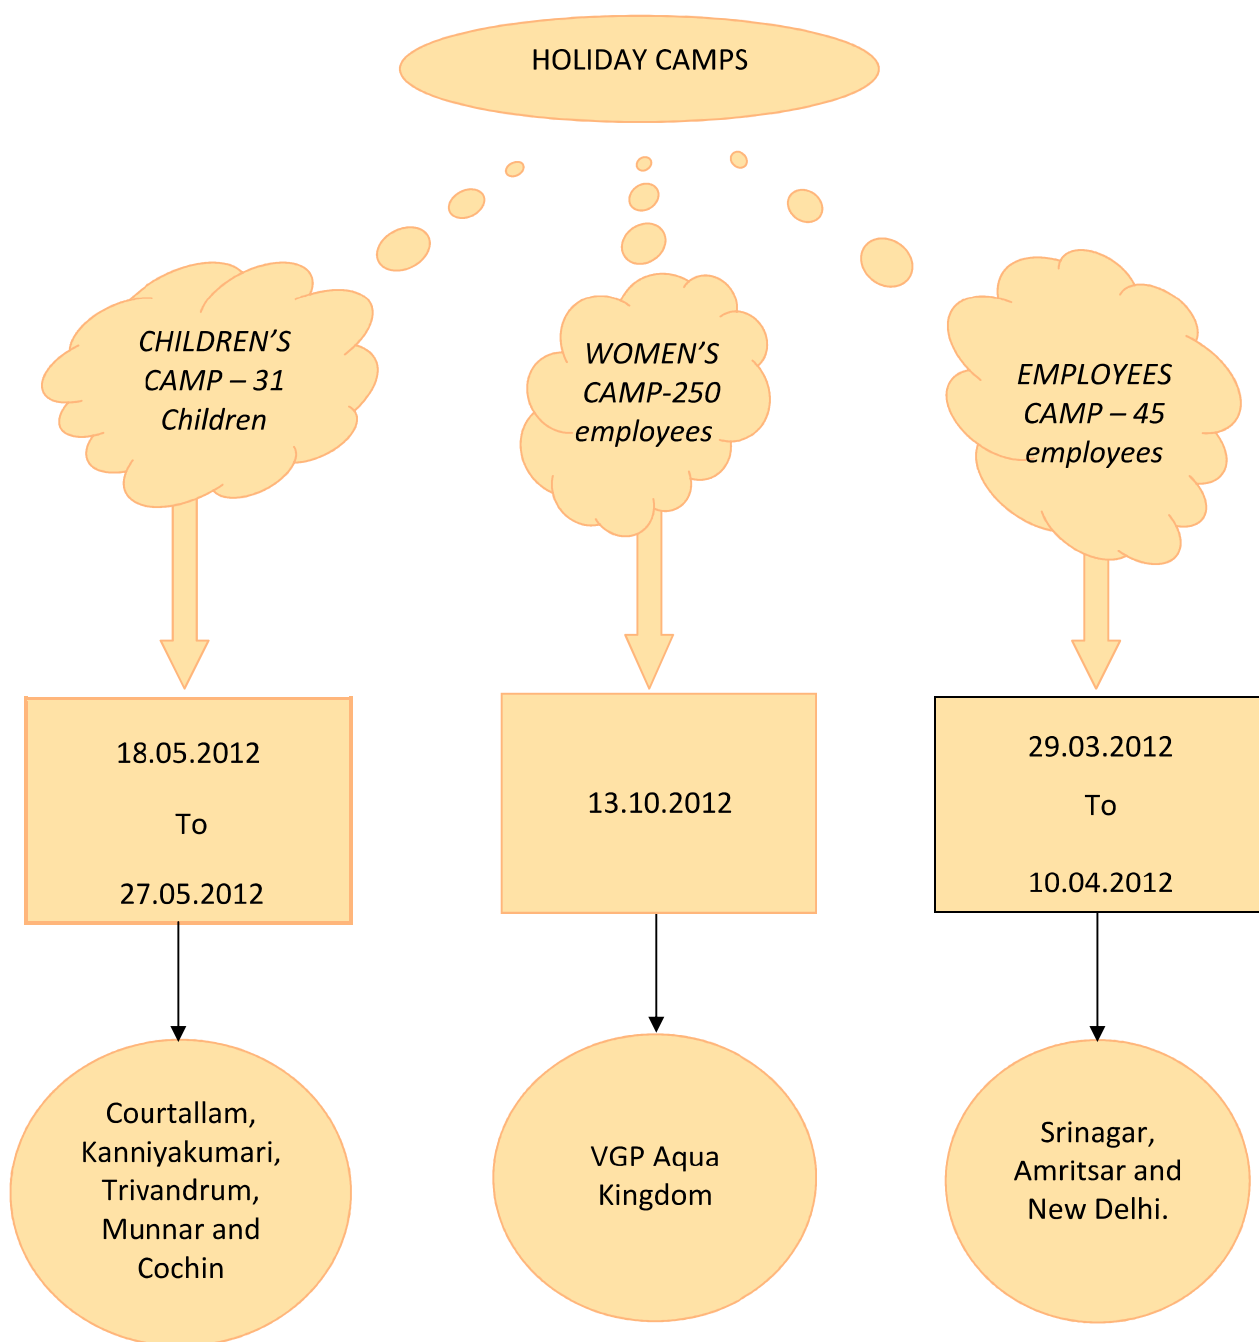 HOLIDAY CAMPS
CHILDREN’S
CAMP – 31
Children
WOMEN’S
CAMP-250
employees
EMPLOYEES
CAMP – 45
employees
18.05.2012
To
27.05.2012
13.10.2012
29.03.2012
To
10.04.2012
Courtallam,
Kanniyakumari,
Trivandrum,
Munnar and
Cochin
VGP Aqua
Kingdom
Srinagar,
Amritsar and
New Delhi.